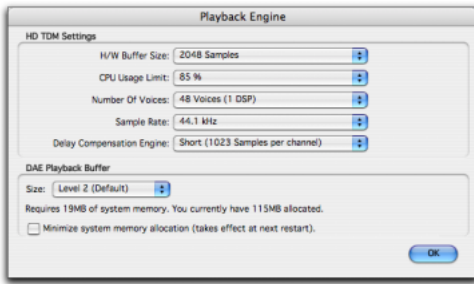 Playback Engine
HD TDM Settings
H/W Buffer Size: 2048 Samples
CPU Usage Limit: 85 %
Number Of Voices: 48 Voices (1 DSP)
Sample Rate: 44.1 kHz
Delay Compensation Engine: Short (1023 Samples per channel)
DAE Playback Buffer
Size: Level 2 (Default)
Requires 19MB of system memory. You currently have 115MB allocated.
Minimize system memory allocation (takes effect at next restart).
OK